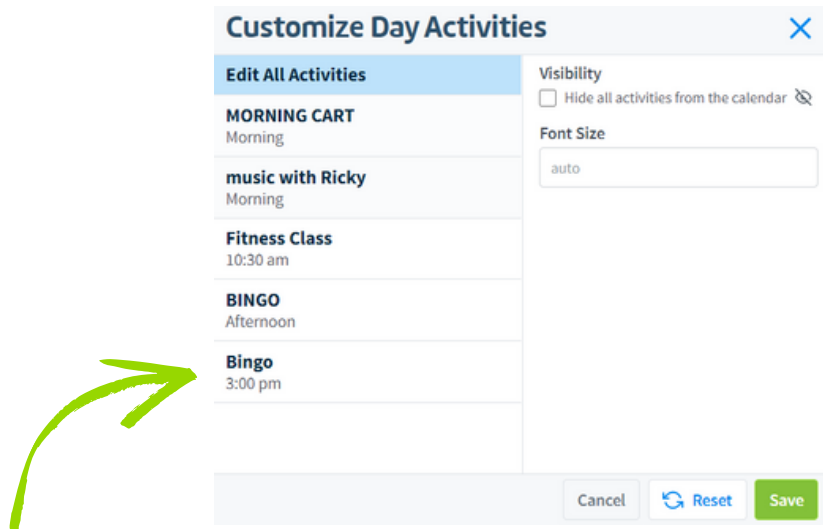 Customize Day Activities
Edit All Activities
MORNING CART
Morning
music with Ricky
Morning
Fitness Class
10:30 am
BINGO
Afternoon
Bingo
3:00 pm
Visibility
Hide all activities from the calendar
Font Size
auto
Cancel
Reset
Save